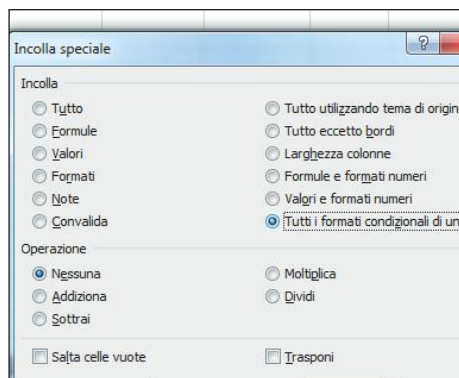 Incolla speciale
?
Incolla
Tutto
Tutto utilizzando tema di origin
Formule
Tutto eccetto bordi
Valori
Larghezza colonne
Formati
Formule e formati numeri
Note
Valori e formati numeri
Convalida
Tutti i formati condizionali di un
Operazione
Nessuna
Moltiplica
Addiziona
Dividi
Sottrai
Salta celle vuote
Trasponi